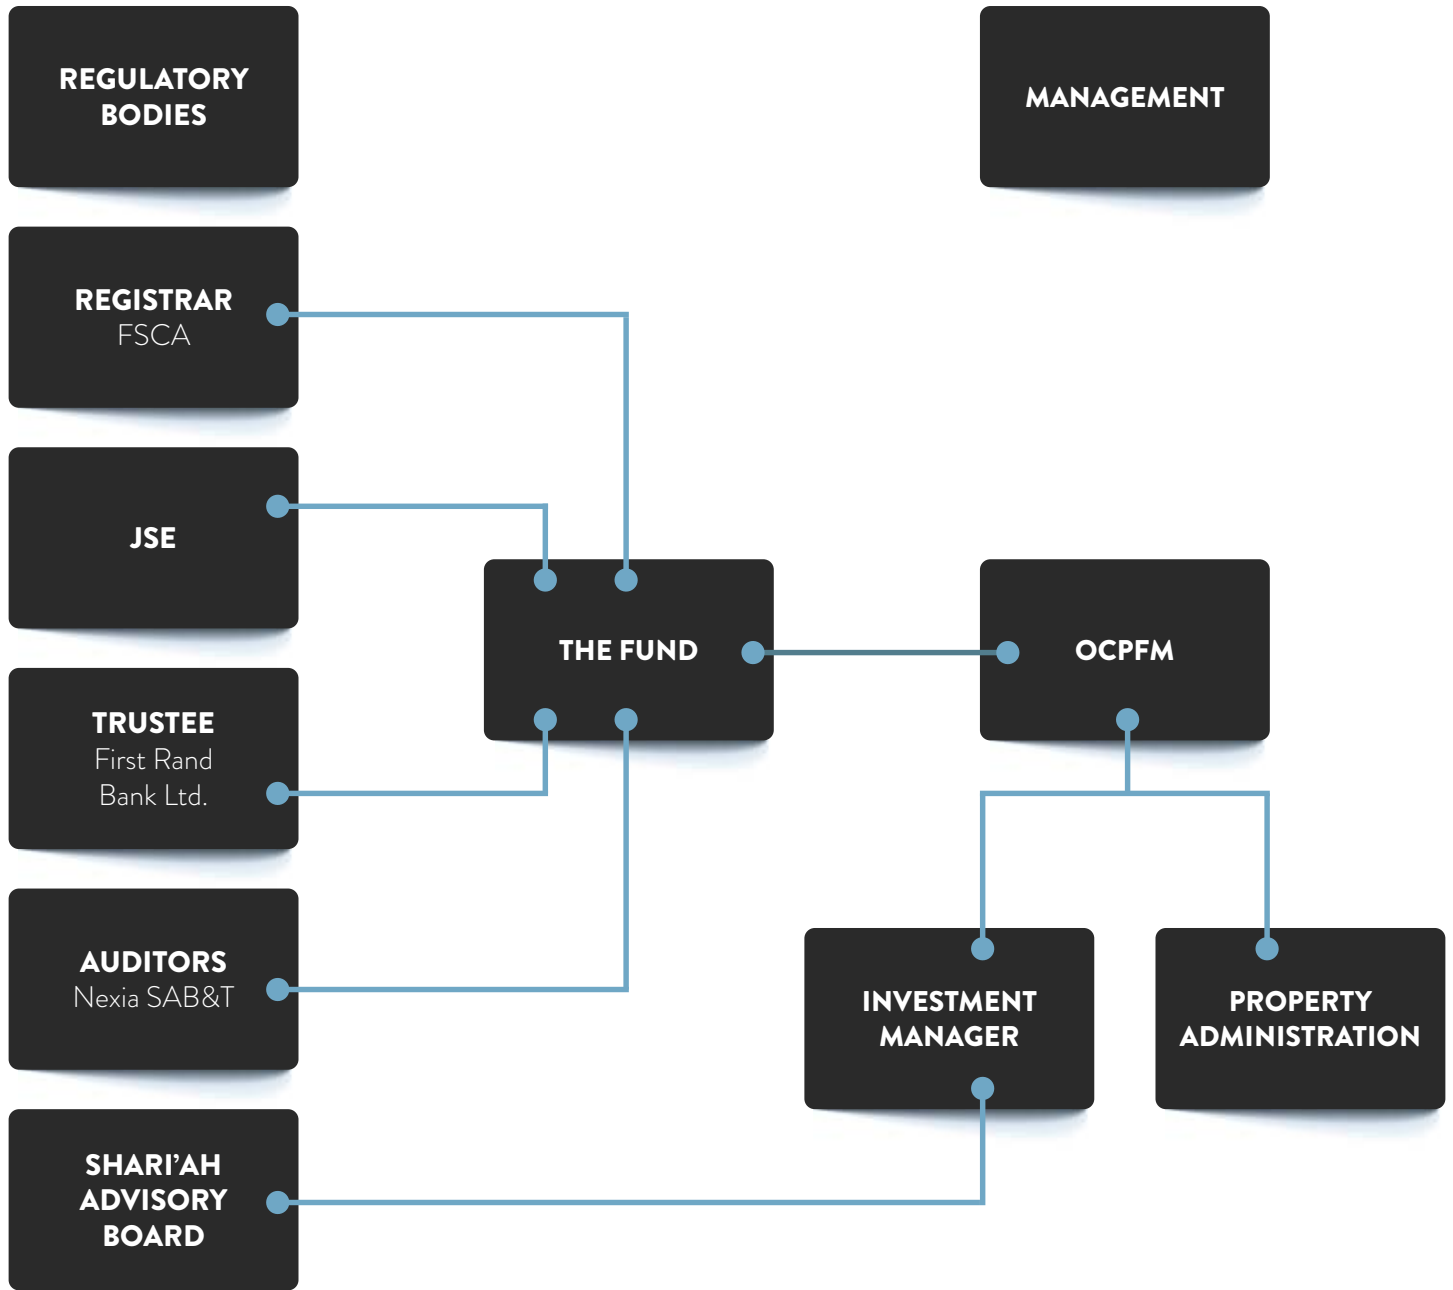 REGULATORY
BODIES
MANAGEMENT
REGISTRAR
FSCA
JSE
THE FUND
OCPFM
TRUSTEE
First Rand
Bank Ltd.
AUDITORS
Nexia SAB&T
INVESTMENT
MANAGER
PROPERTY
ADMINISTRATION
SHARI’AH
ADVISORY
BOARD